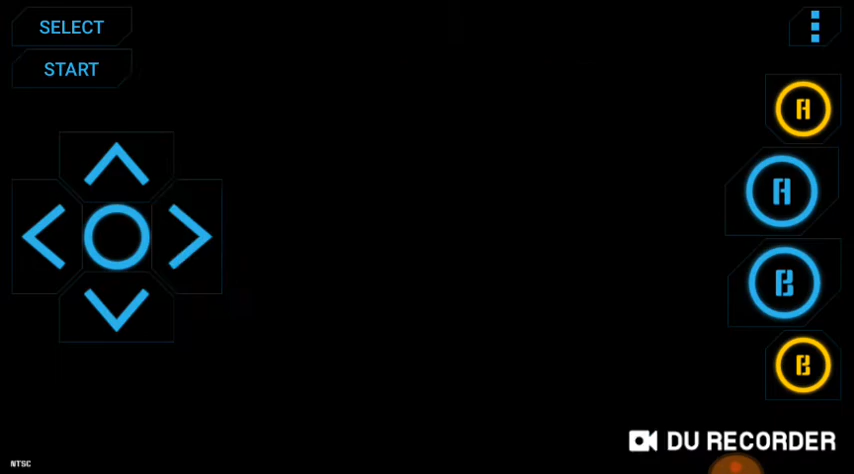 SELECT
START
A
A
B
B
DU RECORDER
NTSC